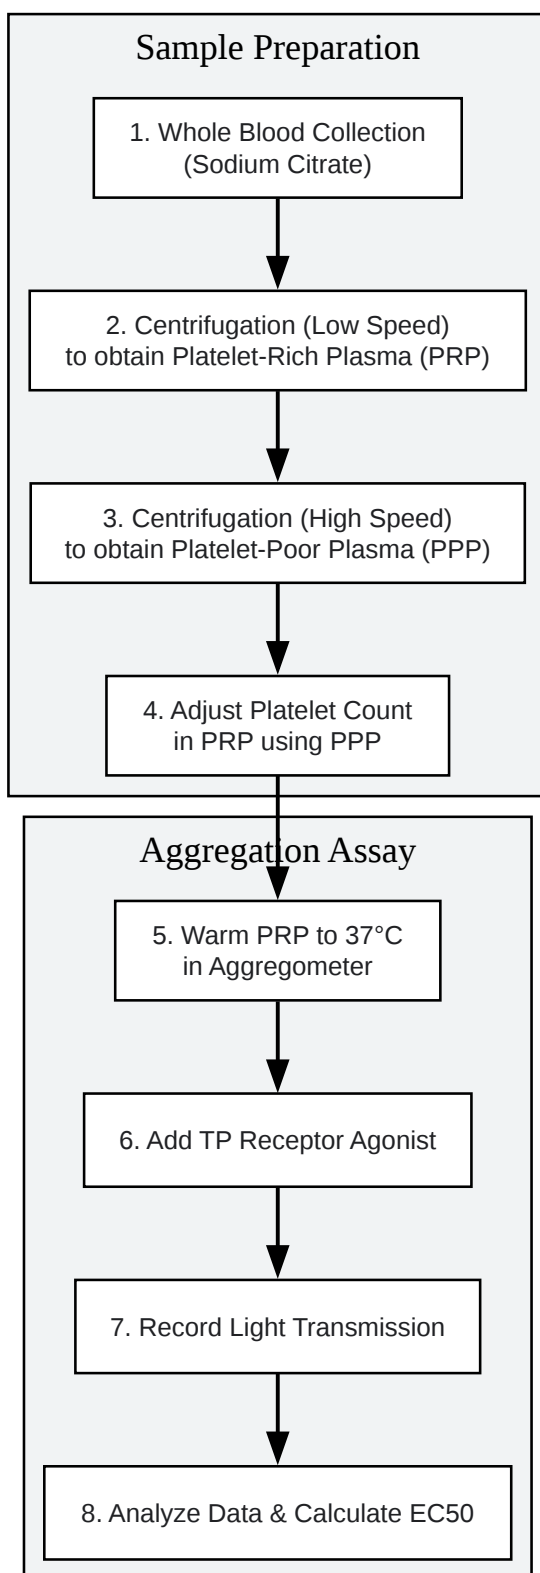 Sample Preparation
1. Whole Blood Collection
(Sodium Citrate)
2. Centrifugation (Low Speed)
to obtain Platelet-Rich Plasma (PRP)
3. Centrifugation (High Speed)
to obtain Platelet-Poor Plasma (PPP)
4. Adjust Platelet Count
in PRP using PPP
Aggregation Assay
5. Warm PRP to 37°C
in Aggregometer
6. Add TP Receptor Agonist
7. Record Light Transmission
8. Analyze Data & Calculate EC50